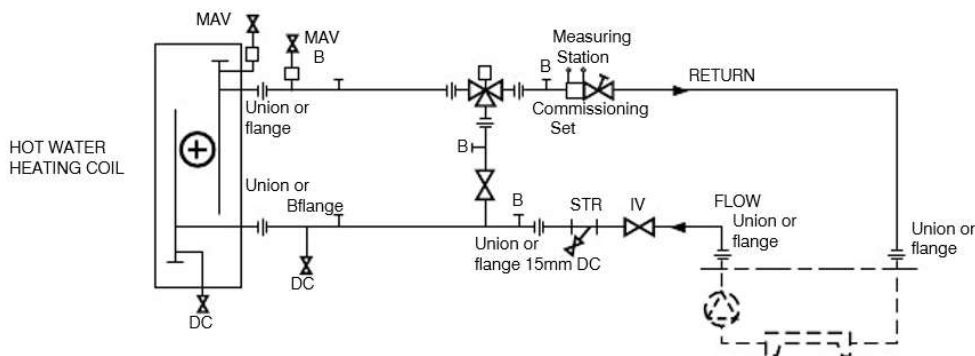 MAV
MAV
B
Measuring
Station
B
RETURN
Union or
flange
Commissioning
Set
HOT WATER
HEATING COIL
B
Union or
Bflange
B
STR
IV
FLOW
Union or
flange
Union or
flange
Union or
flange 15mm DC
DC
DC